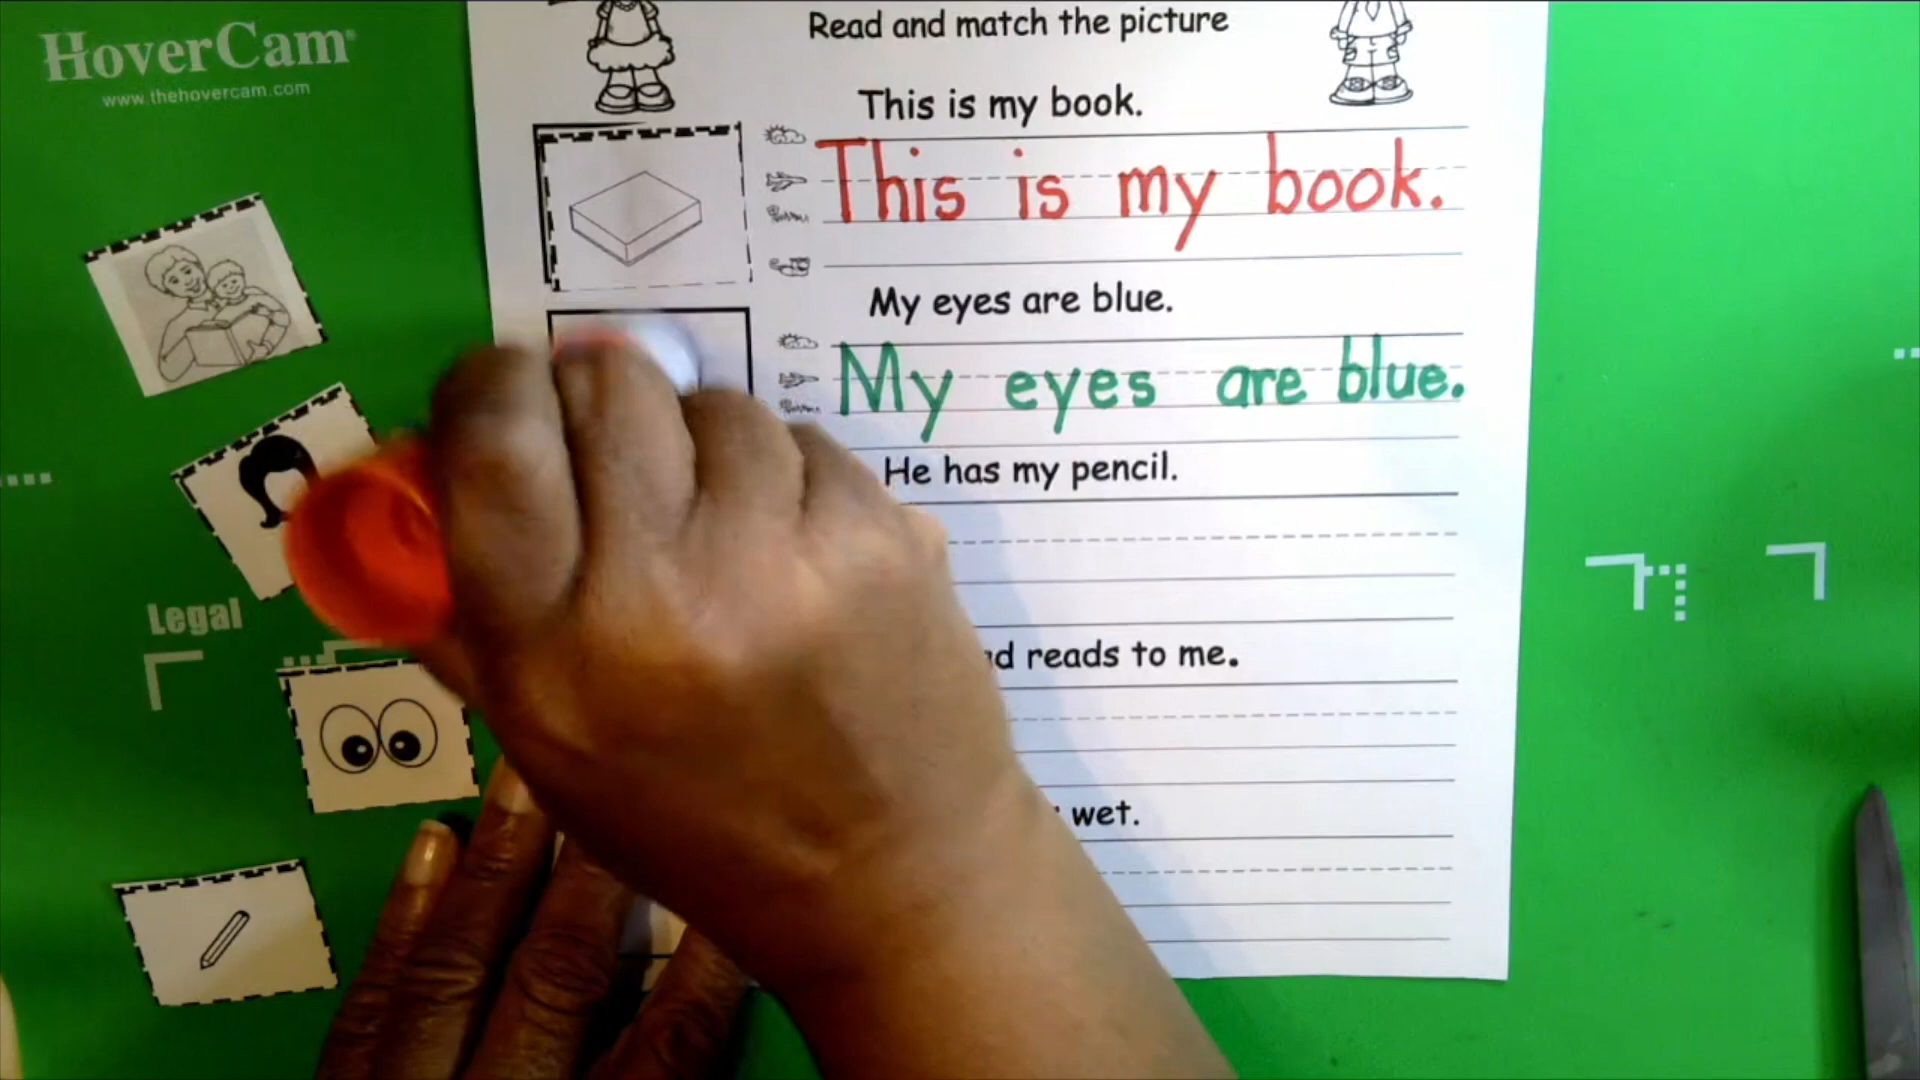 HoverCam®
www.thehovercam.com
Read and match the picture
This is my book.
This is my book.
My eyes are blue.
My eyes are blue.
He has my pencil.
reads to me.
wet.
Legal